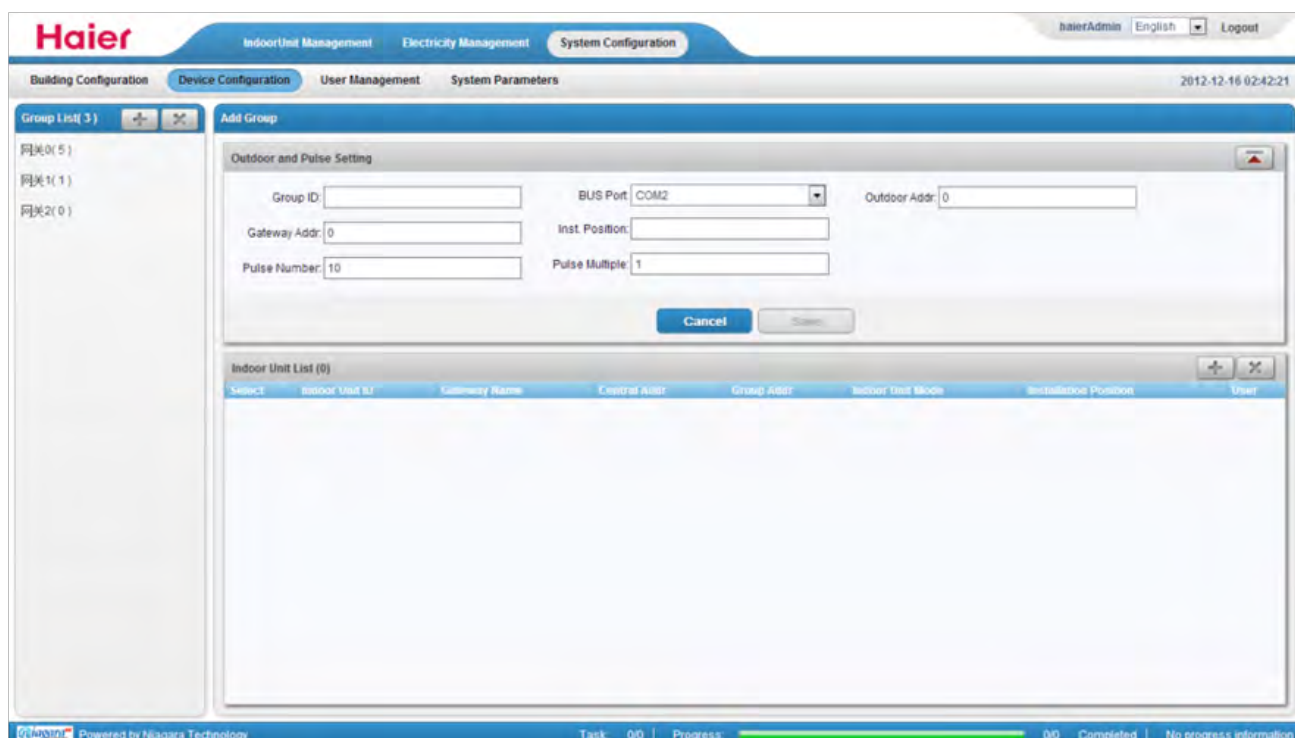 Haier
IndoorUnit Management Electricity Management System Configuration
haierAdmin English Logout
Building Configuration Device Configuration User Management System Parameters 2012-12-16 02:42:21
Group List( 3 ) Add Group
网关0( 5 )
网关1( 1 )
网关2( 0 )
Outdoor and Pulse Setting
Group ID: BUS Port: COM2 Outdoor Addr: 0
Gateway Addr: 0 Inst. Position:
Pulse Number: 10 Pulse Multiple: 1
Cancel Save
Indoor Unit List (0)
Select Indoor Unit ID Gateway Name Central Addr Group Addr Indoor Unit Mode Installation Position User
Powered by Niagara Technology Task: 0/0 Progress: 0/0 Completed No progress information